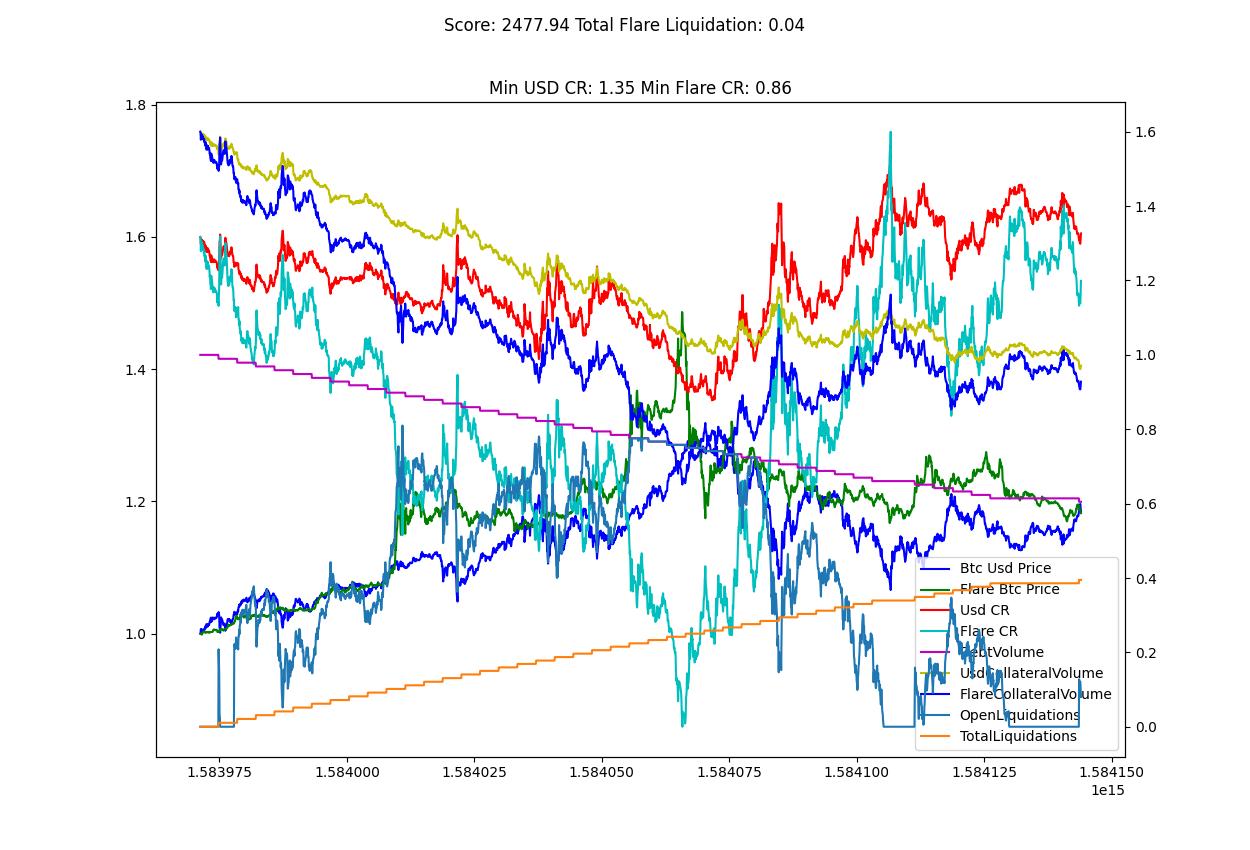 Score: 2477.94 Total Flare Liquidation: 0.04
Min USD CR: 1.35 Min Flare CR: 0.86
1.8
1.6
1.4
1.2
1.0
1.6
1.4
1.2
1.0
0.8
0.6
0.4
0.2
0.0
Btc Usd Price
Flare Btc Price
Usd CR
Flare CR
DebtVolume
UsdCollateralVolume
FlareCollateralVolume
OpenLiquidations
TotalLiquidations
1.583975 1.584000 1.584025 1.584050 1.584075 1.584100 1.584125 1.584150
1e15